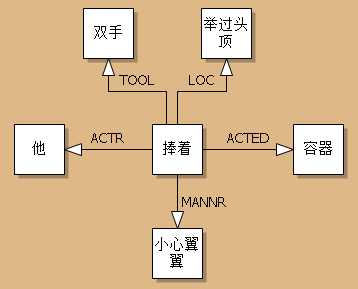 双手
举过头
顶
TOOL
LOC
他
ACTR
捧着
ACTED
容器
MANNR
小心翼
翼